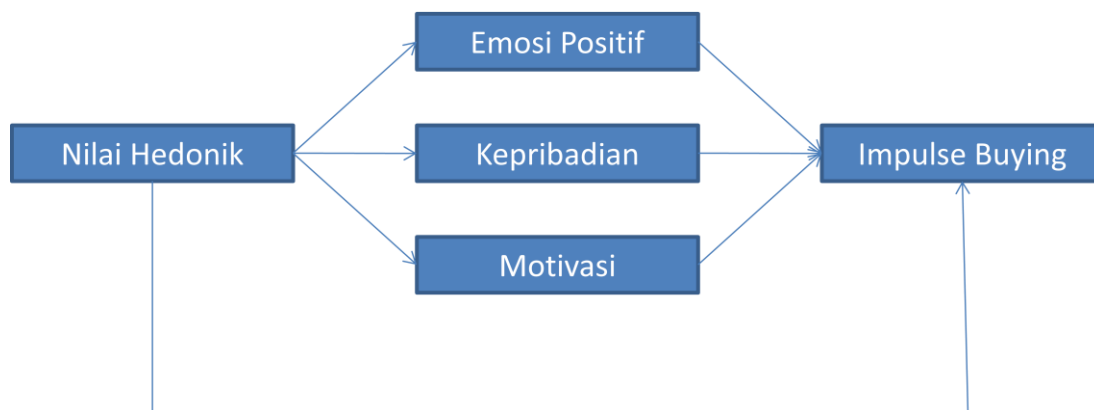 Emosi Positif
Nilai Hedonik
Kepribadian
Impulse Buying
Motivasi